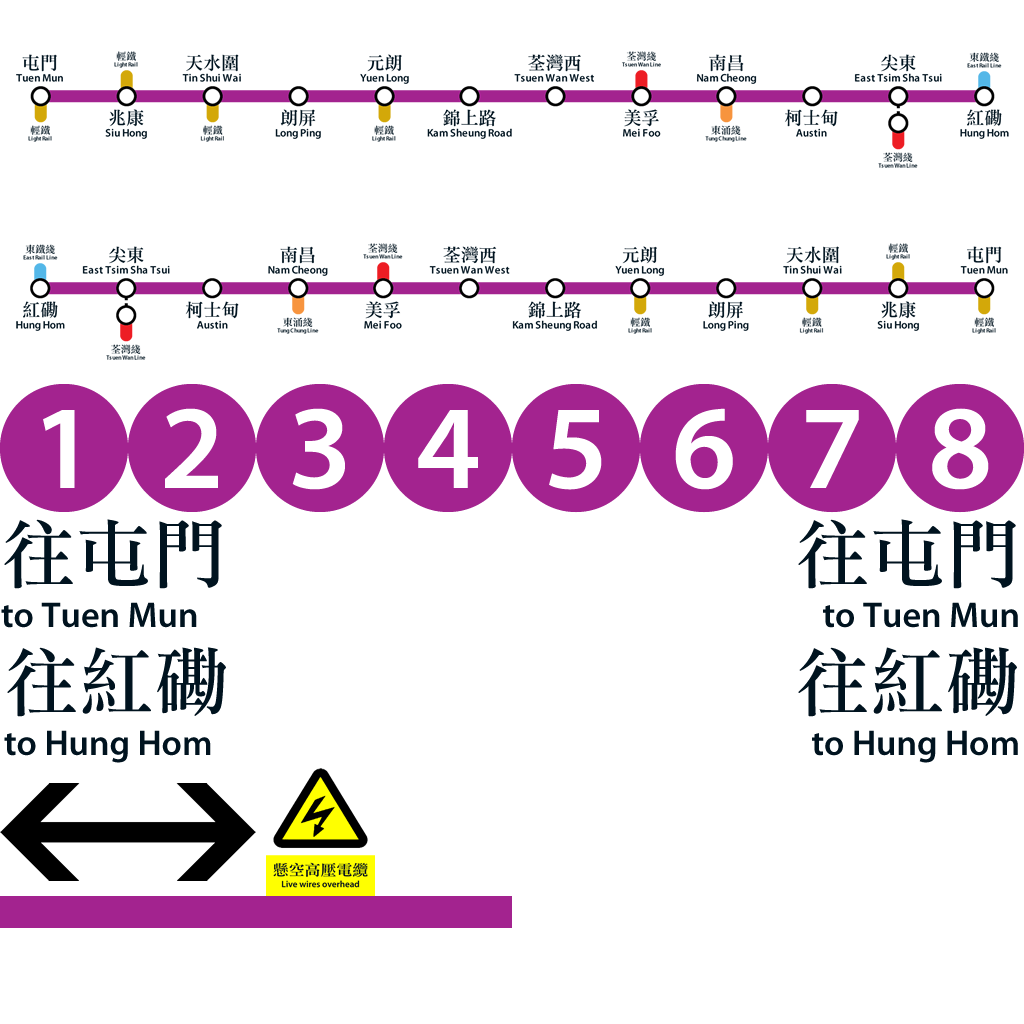 屯門
Tuen Mun
輕鐵
Light Rail
輕鐵
Light Rail
兆康
Siu Hong
天水圍
Tin Shui Wai
輕鐵
Light Rail
朗屏
Long Ping
元朗
Yuen Long
輕鐵
Light Rail
錦上路
Kam Sheung Road
荃灣西
Tsuen Wan West
荃灣綫
Tsuen Wan Line
美孚
Mei Foo
南昌
Nam Cheong
東涌綫
Tung Chung Line
柯士甸
Austin
尖東
East Tsim Sha Tsui
荃灣綫
Tsuen Wan Line
東鐵綫
East Rail Line
紅磡
Hung Hom
東鐵綫
East Rail Line
紅磡
Hung Hom
尖東
East Tsim Sha Tsui
荃灣綫
Tsuen Wan Line
柯士甸
Austin
南昌
Nam Cheong
東涌綫
Tung Chung Line
荃灣綫
Tsuen Wan Line
美孚
Mei Foo
荃灣西
Tsuen Wan West
錦上路
Kam Sheung Road
元朗
Yuen Long
輕鐵
Light Rail
朗屏
Long Ping
天水圍
Tin Shui Wai
輕鐵
Light Rail
輕鐵
Light Rail
兆康
Siu Hong
屯門
Tuen Mun
輕鐵
Light Rail
1 2 3 4 5 6 7 8
往屯門
to Tuen Mun
往屯門
to Tuen Mun
往紅磡
to Hung Hom
往紅磡
to Hung Hom
懸空高壓電纜
Live wires overhead